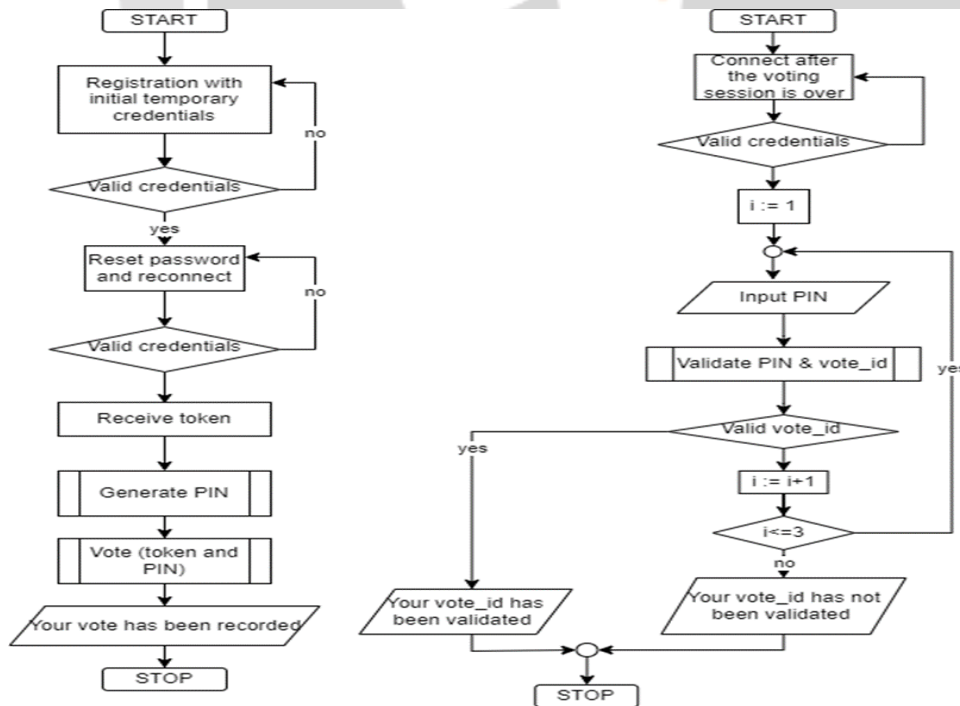 START
Registration with
initial temporary
credentials
no
Valid credentials
yes
Reset password
and reconnect
no
Valid credentials
Receive token
Generate PIN
Vote (token and
PIN)
Your vote has been recorded
STOP
START
Connect after
the voting
session is over
Valid credentials
i := 1
Input PIN
Validate PIN & vote_id
yes
Valid vote_id
yes
i := i+1
i<=3
no
Your vote_id has
been validated
Your vote_id has not
been validated
STOP